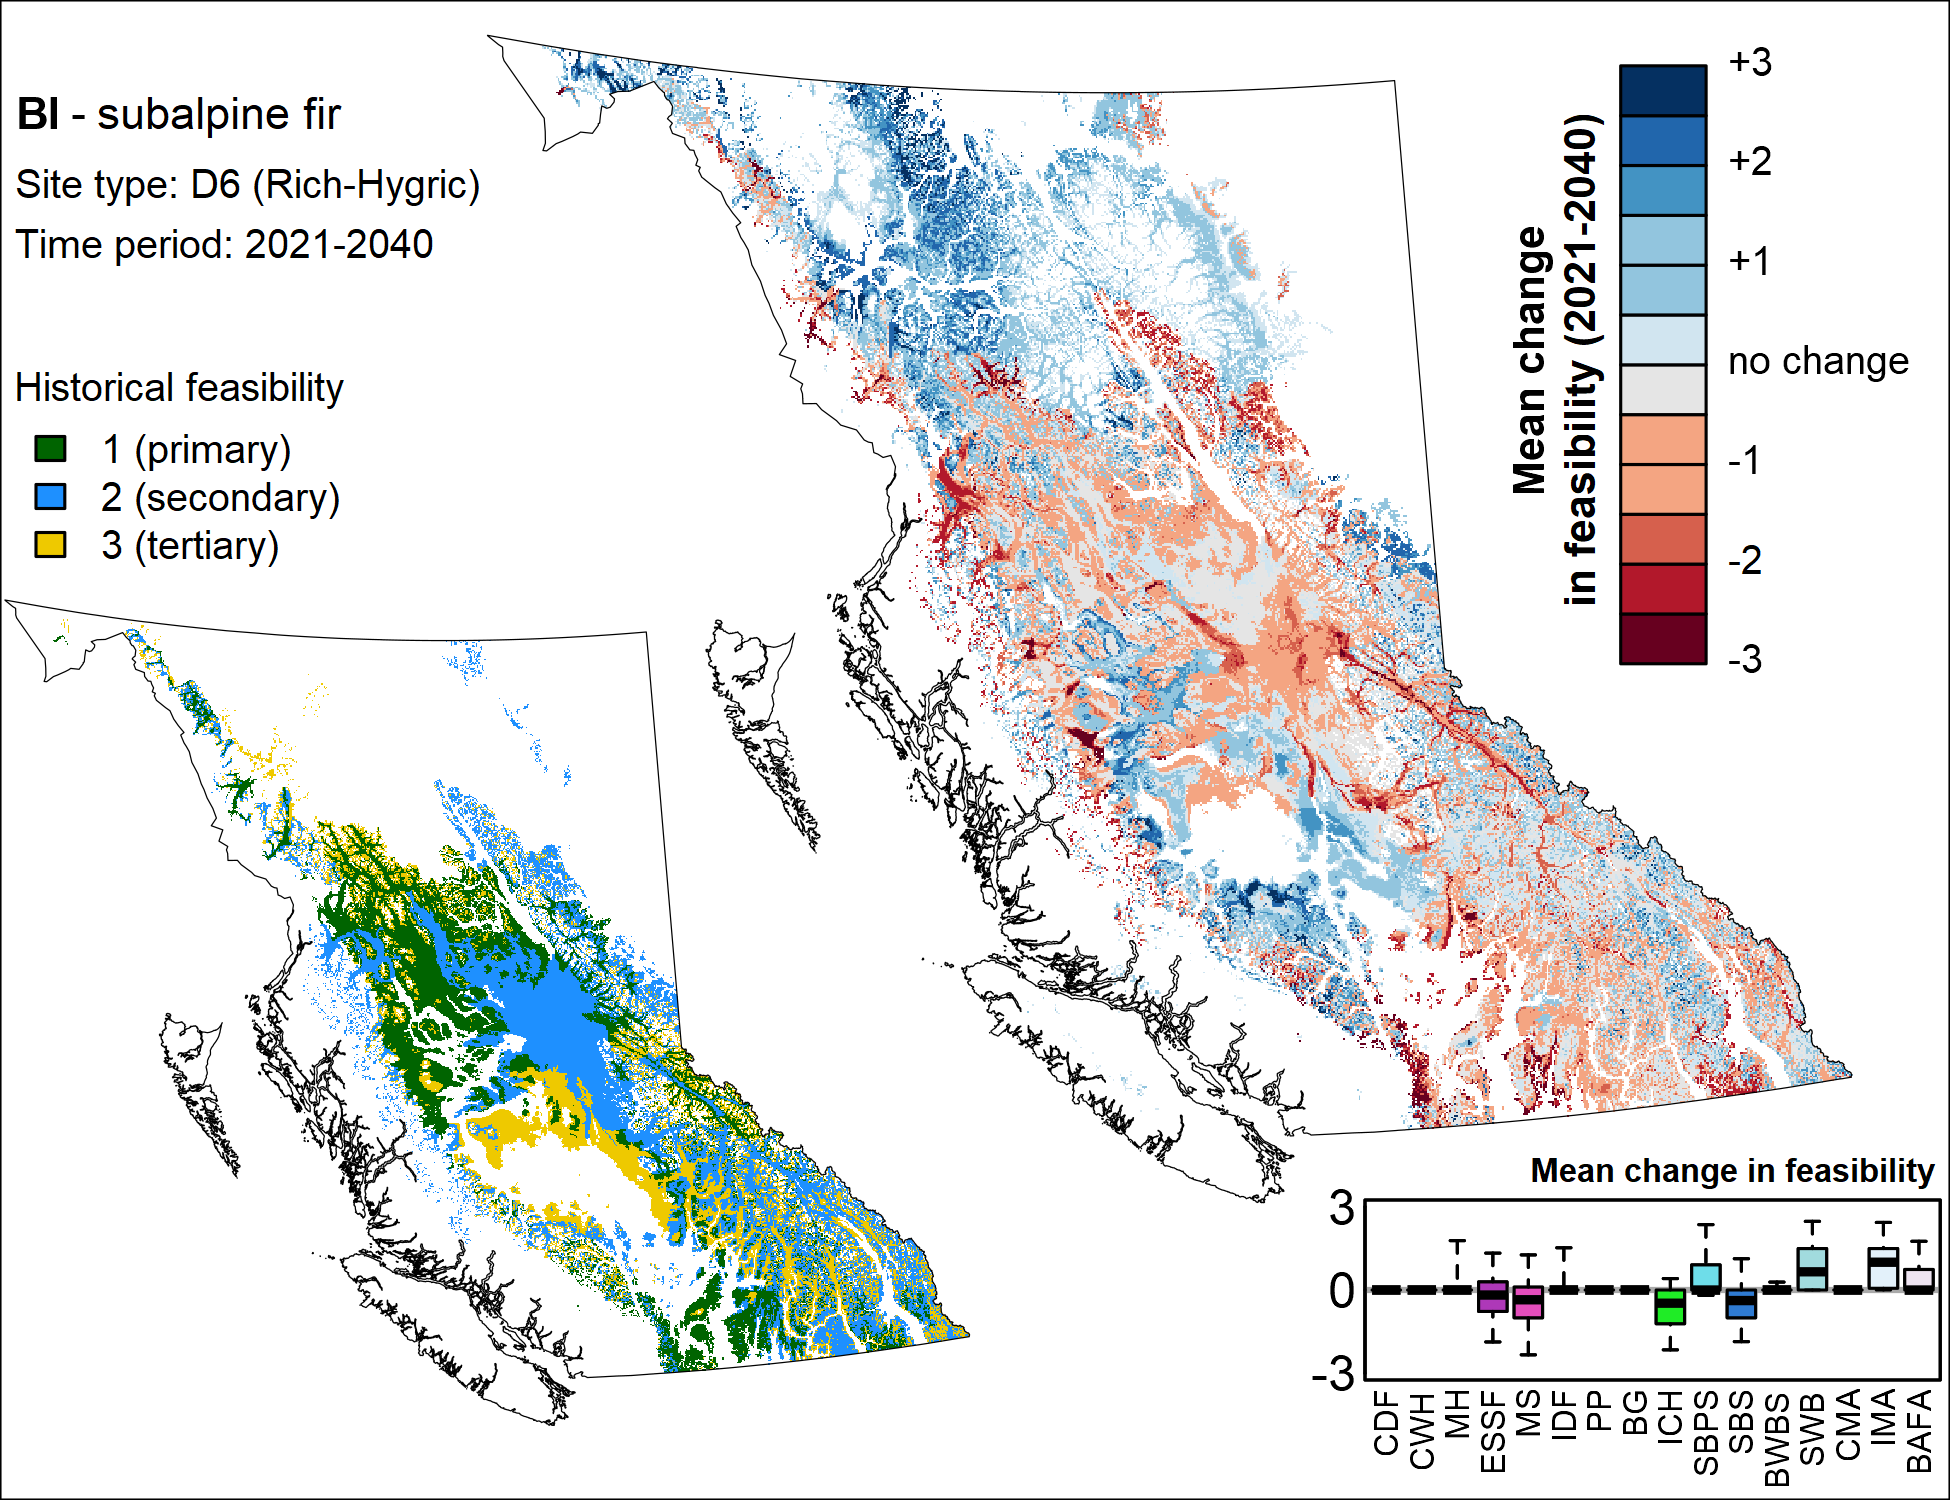 Bl - subalpine fir
Site type: D6 (Rich-Hygric)
Time period: 2021-2040
Historical feasibility
1 (primary)
2 (secondary)
3 (tertiary)
Mean change
in feasibility (2021-2040)
+3
+2
+1
no change
-1
-2
-3
Mean change in feasibility
3
0
-3
CDF
CWH
MH
ESSF
MS
IDF
PP
BG
ICH
SBPS
SBS
BWBS
SWB
CMA
IMA
BAFA